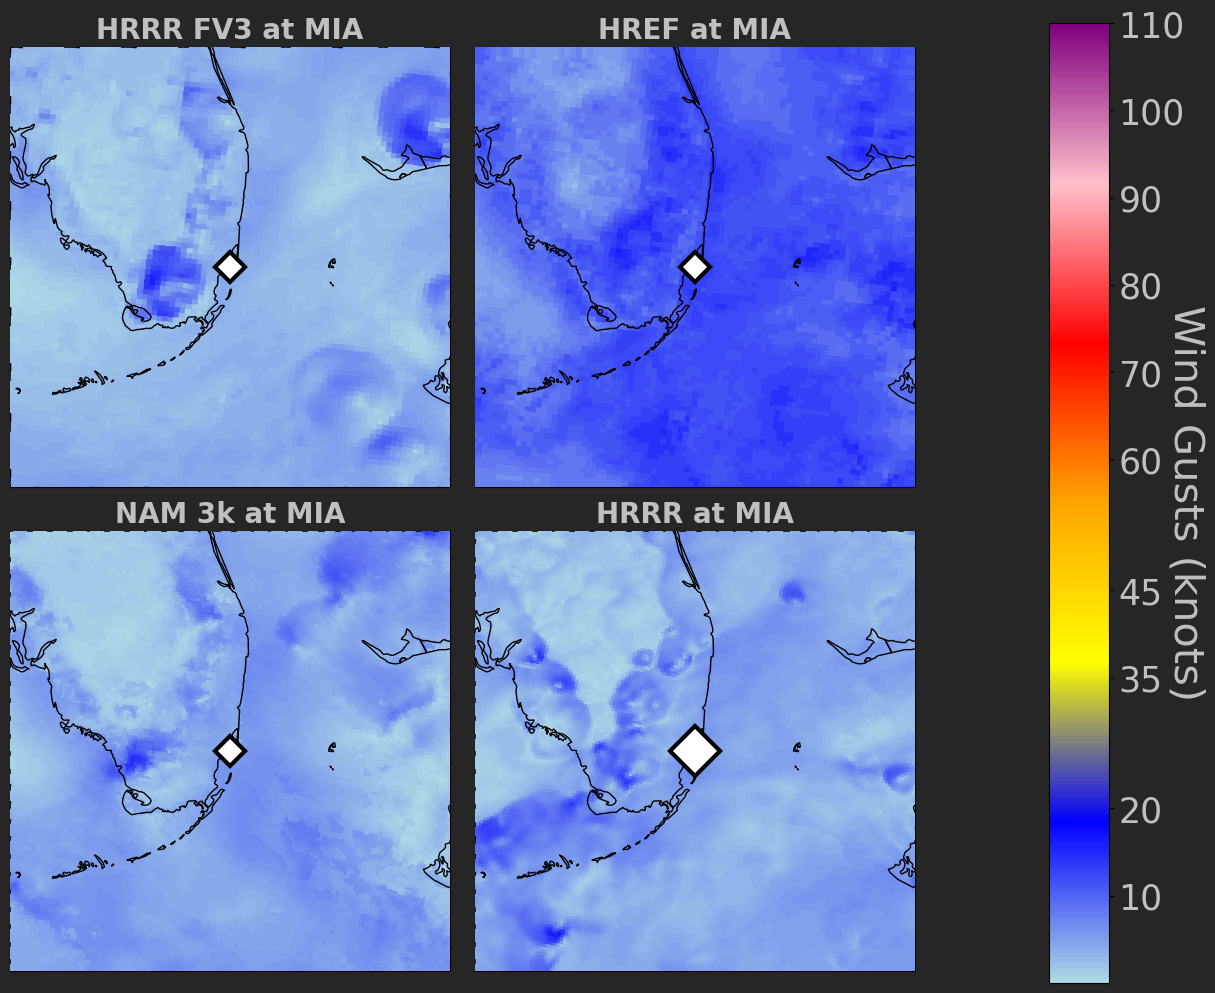 HRRR FV3 at MIA
HREF at MIA
NAM 3k at MIA
HRRR at MIA
110
100
90
80
70
60
45
35
20
10
Wind Gusts (knots)